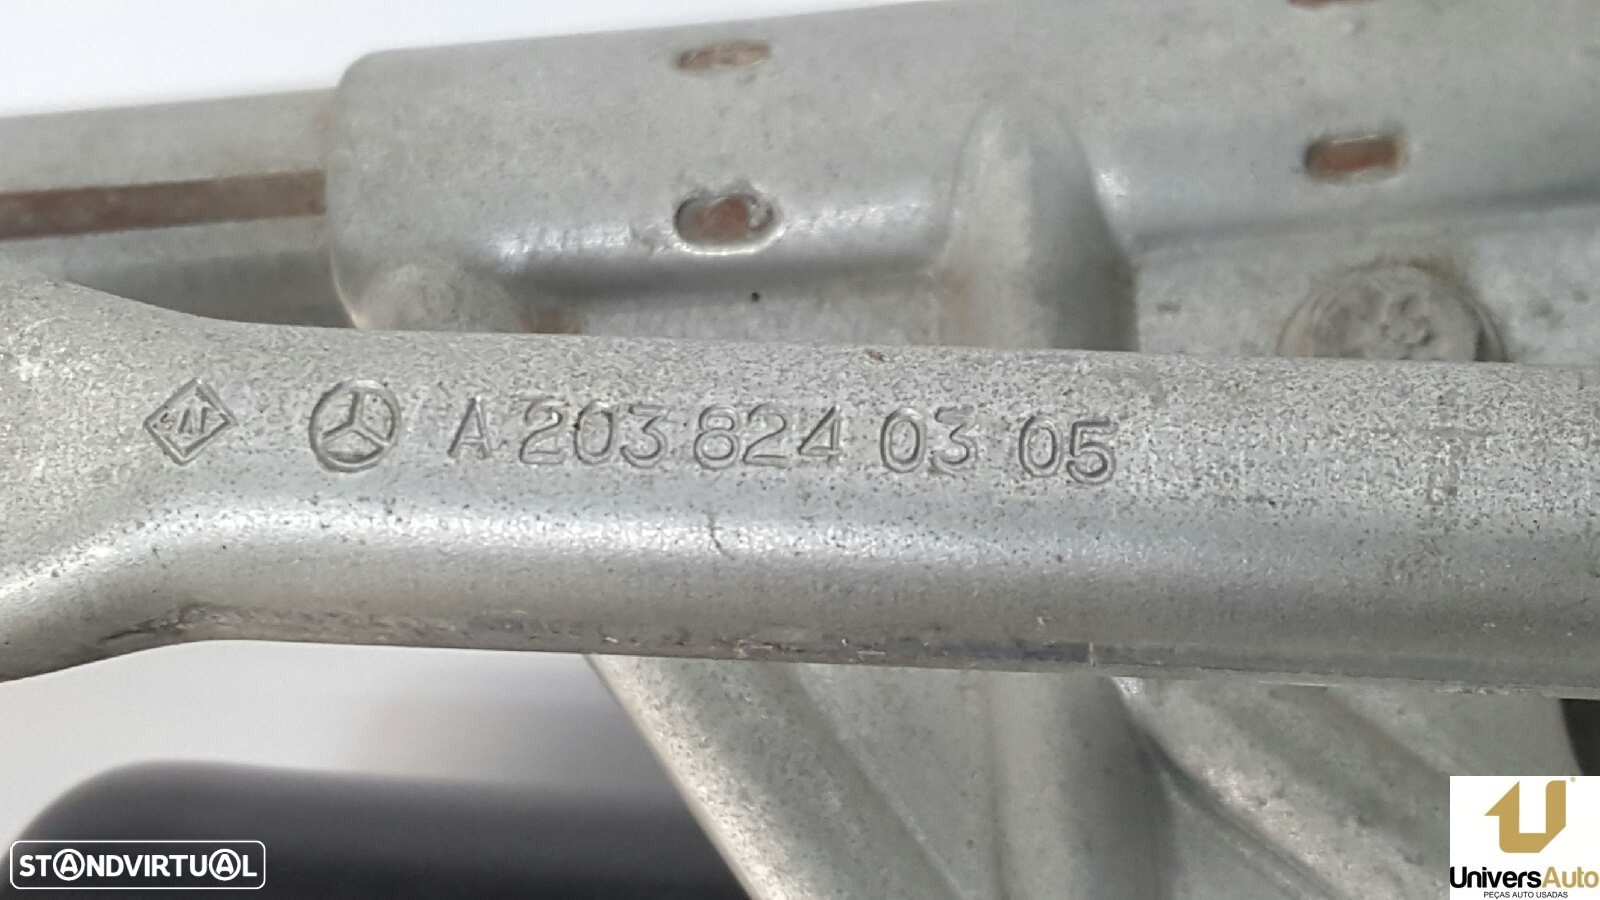 A 203 824 03 05
STANDVIRTUAL
UniversAuto
PEÇAS AUTO USADAS